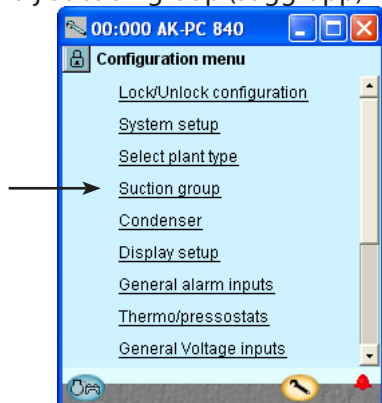 00:000 AK-PC 840
Configuration menu
Lock/Unlock configuration
System setup
Select plant type
Suction group
Condenser
Display setup
General alarm inputs
Thermo/pressostats
General Voltage inputs